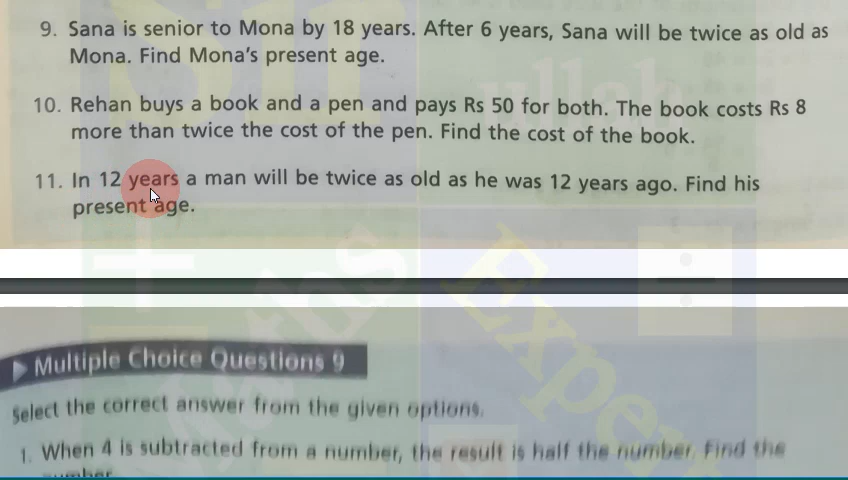 9. Sana is senior to Mona by 18 years. After 6 years, Sana will be twice as old as
Mona. Find Mona's present age.
10. Rehan buys a book and a pen and pays Rs 50 for both. The book costs Rs 8
more than twice the cost of the pen. Find the cost of the book.
11. In 12 years a man will be twice as old as he was 12 years ago. Find his
present age.
Multiple Choice Questions 9
Select the correct answer from the given options.
1. When 4 is subtracted from a number, the result is half the number. Find the
number.
Sir
ullah
Maths
Expert